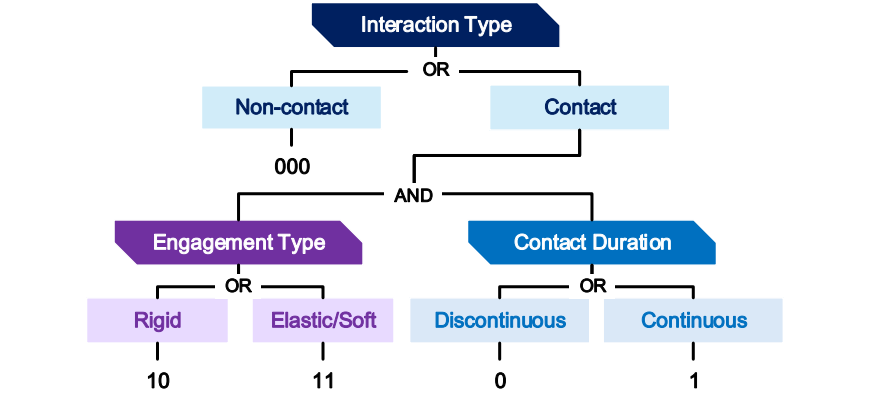 Interaction Type
OR
Non-contact
Contact
000
AND
Engagement Type
Contact Duration
OR
OR
Rigid
Elastic/Soft
Discontinuous
Continuous
10
11
0
1